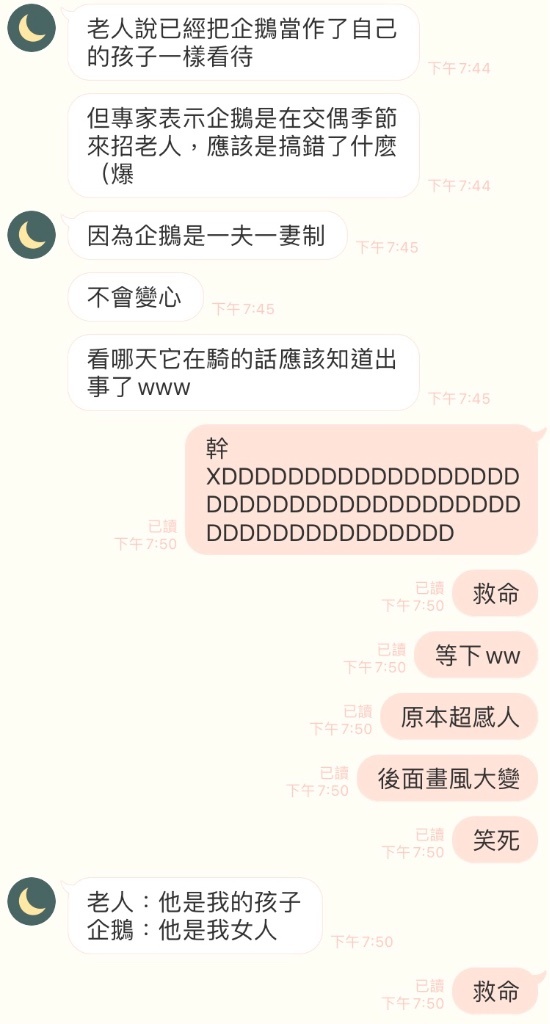 老人說已經把企鵝當作了自己
的孩子一樣看待
下午7:44
但專家表示企鵝是在交偶季節
來招老人，應該是搞錯了什麼
（爆
下午7:44
因為企鵝是一夫一妻制
下午7:45
不會變心
下午7:45
看哪天它在騎的話應該知道出
事了www
下午7:45
幹
XDDDDDDDDDDDDDDDDDDD
DDDDDDDDDDDDDDDDDDDD
DDDDDDDDDDDDDDD
已讀
下午7:50
救命
已讀
下午7:50
等下ww
已讀
下午7:50
原本超感人
已讀
下午7:50
後面畫風大變
已讀
下午7:50
笑死
已讀
下午7:50
老人：他是我的孩子
企鵝：他是我女人
下午7:50
救命
已讀
下午7:50